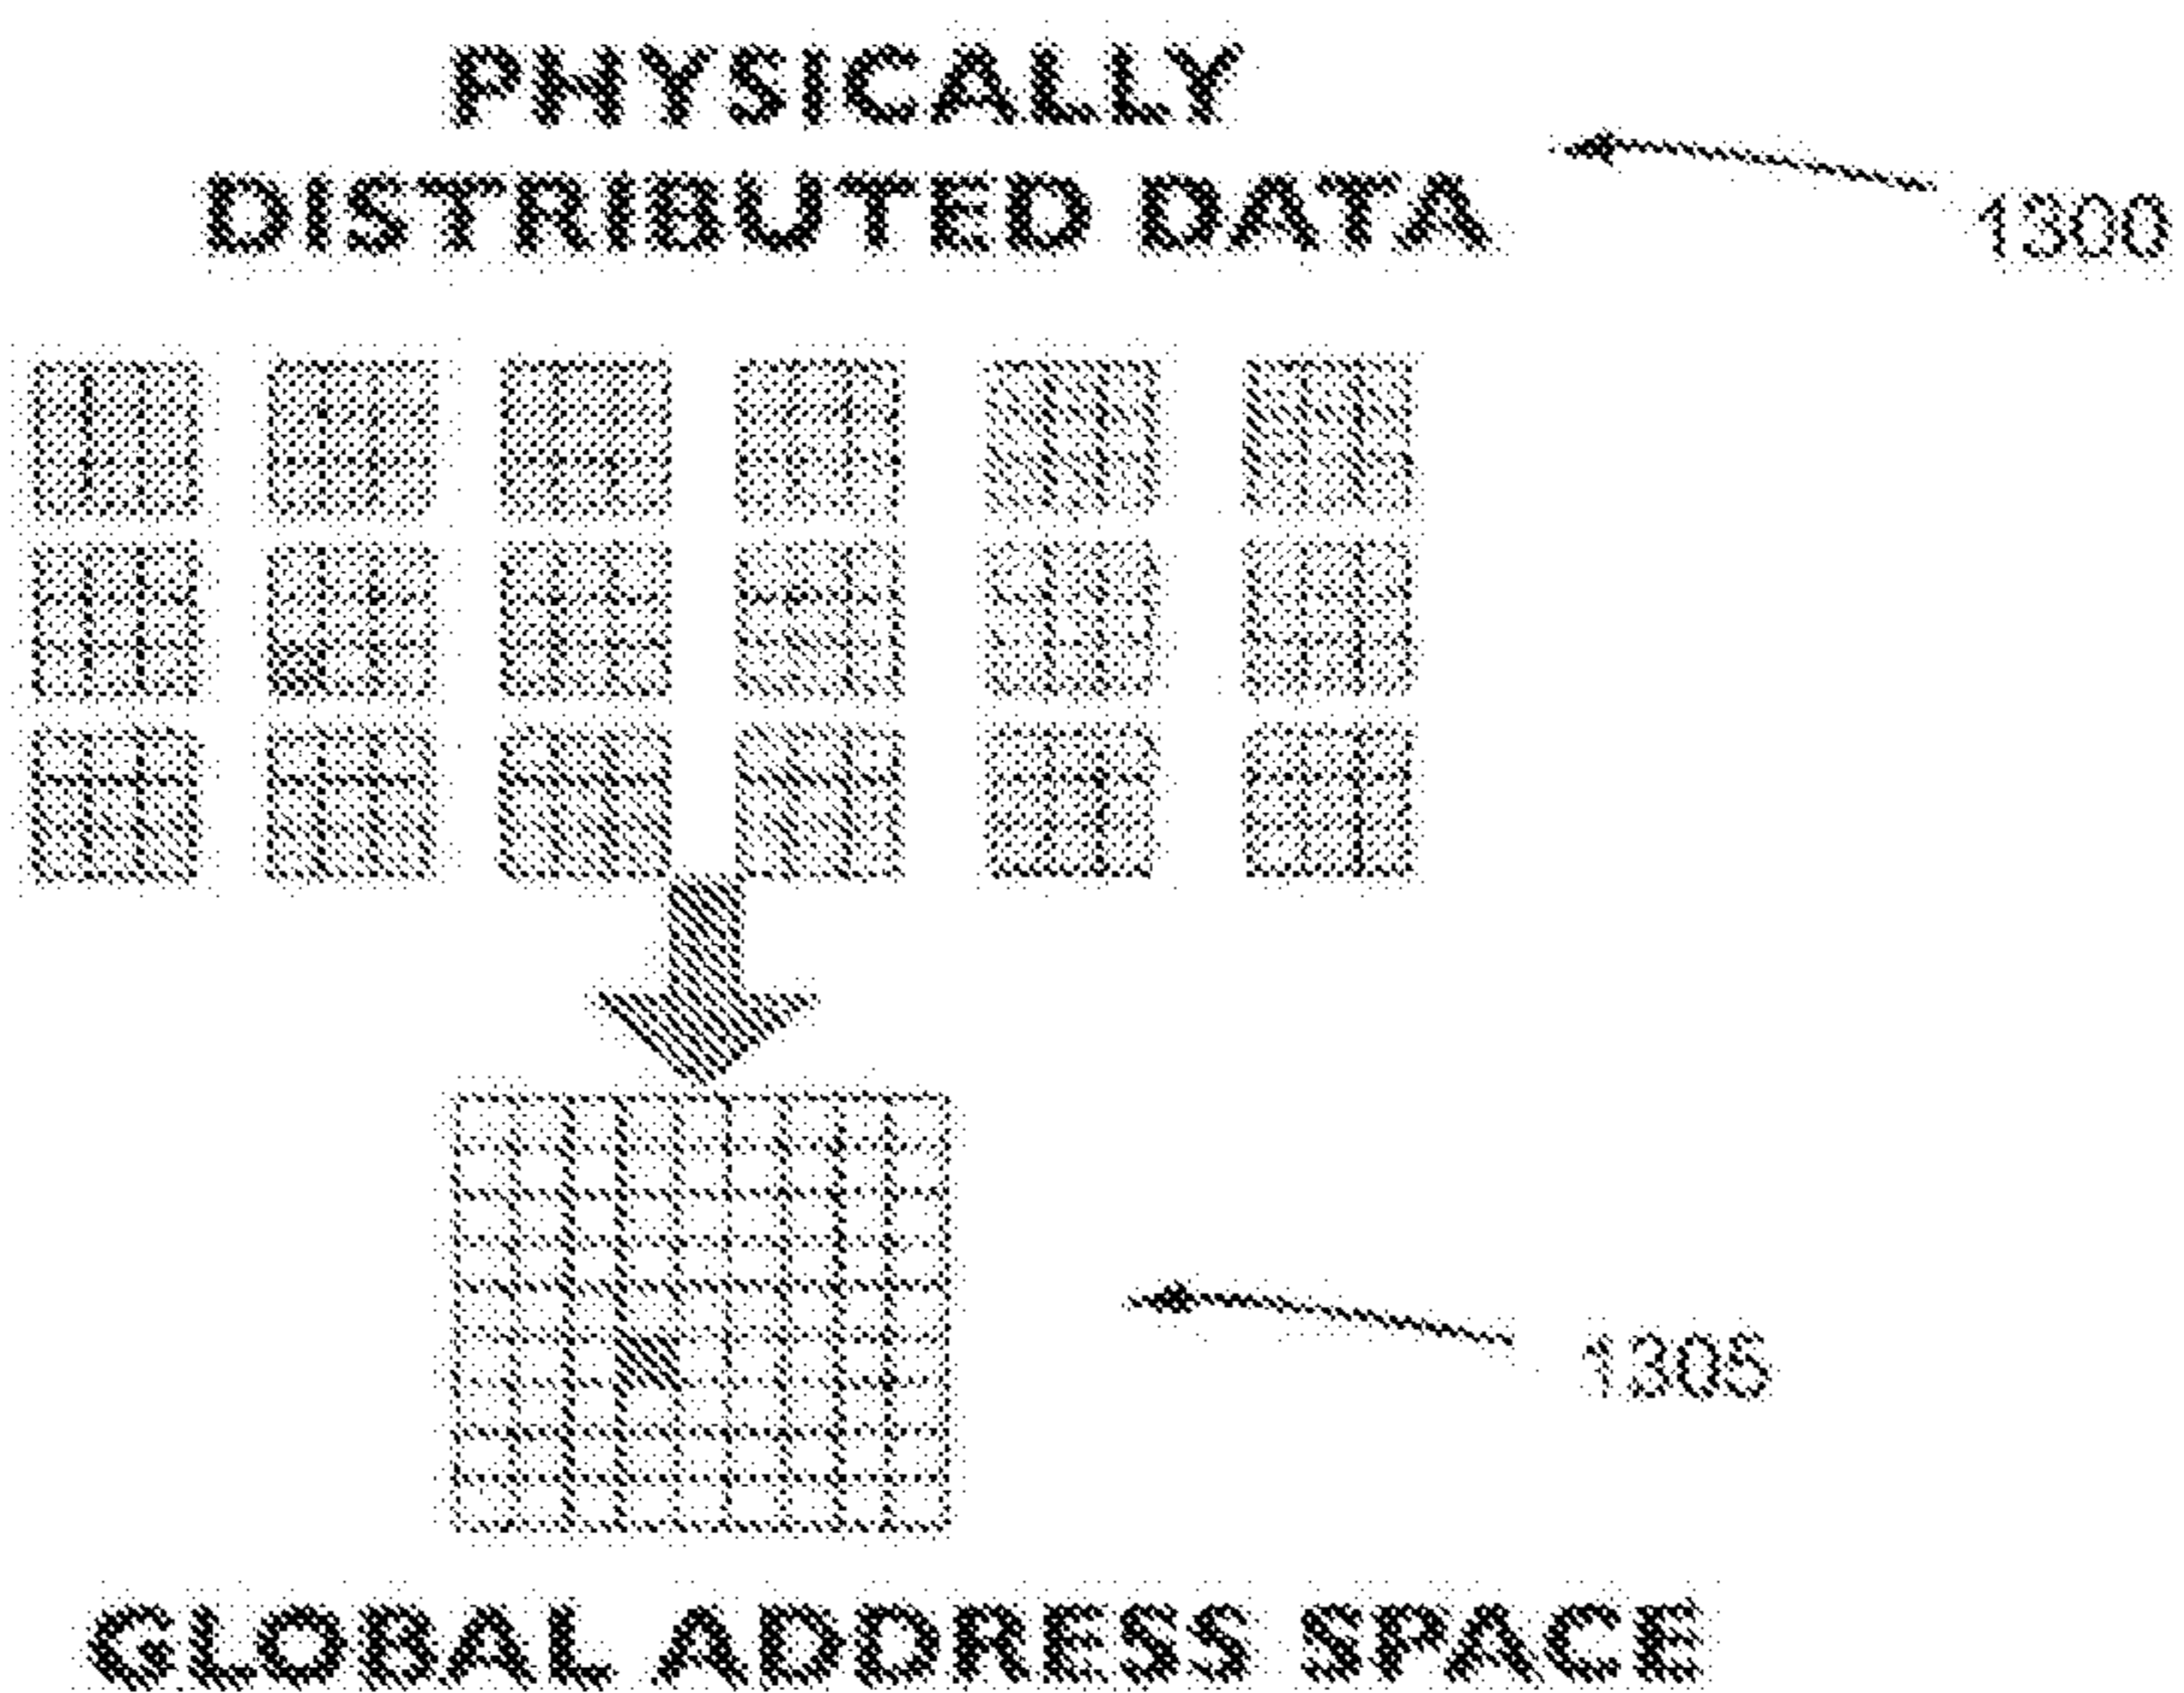 PHYSICALLY
DISTRIBUTED DATA
1300
1305
GLOBAL ADDRESS SPACE